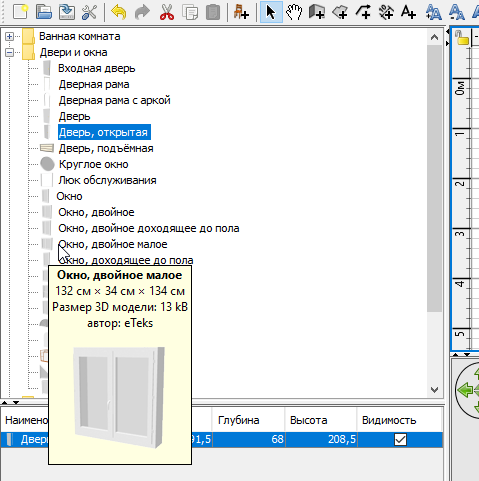 Ванная комната
Двери и окна
Входная дверь
Дверная рама
Дверная рама с аркой
Дверь
Дверь, открытая
Дверь, подъёмная
Круглое окно
Люк обслуживания
Окно
Окно, двойное
Окно, двойное доходящее до пола
Окно, двойное малое
Окно, доходящее до пола
Окно, двойное малое
132 см × 34 см × 134 см
Размер 3D модели: 13 kB
автор: eTeks
Наимено Глубина Высота Видимость
Дверь 91,5 68 208,5
0м
1
2
3
4
5